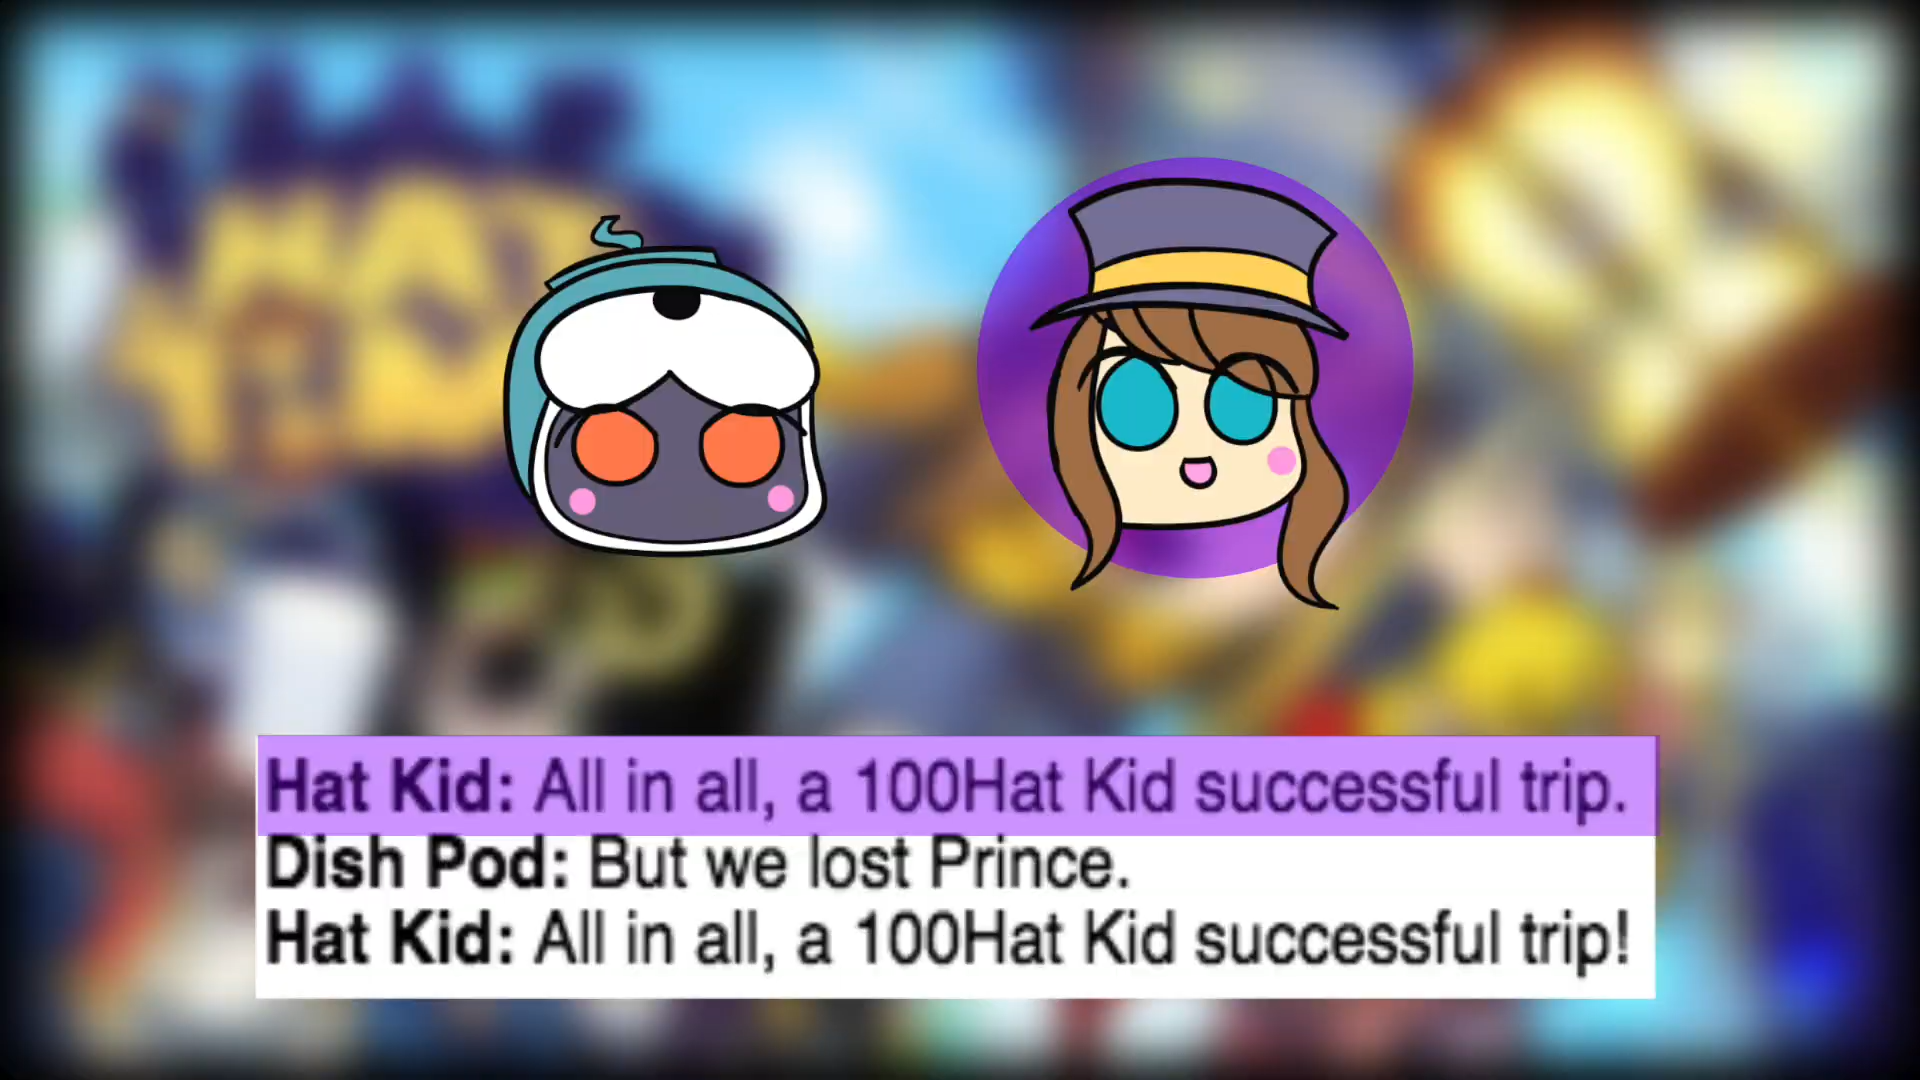 Hat Kid: All in all, a 100Hat Kid successful trip.
Dish Pod: But we lost Prince.
Hat Kid: All in all, a 100Hat Kid successful trip!